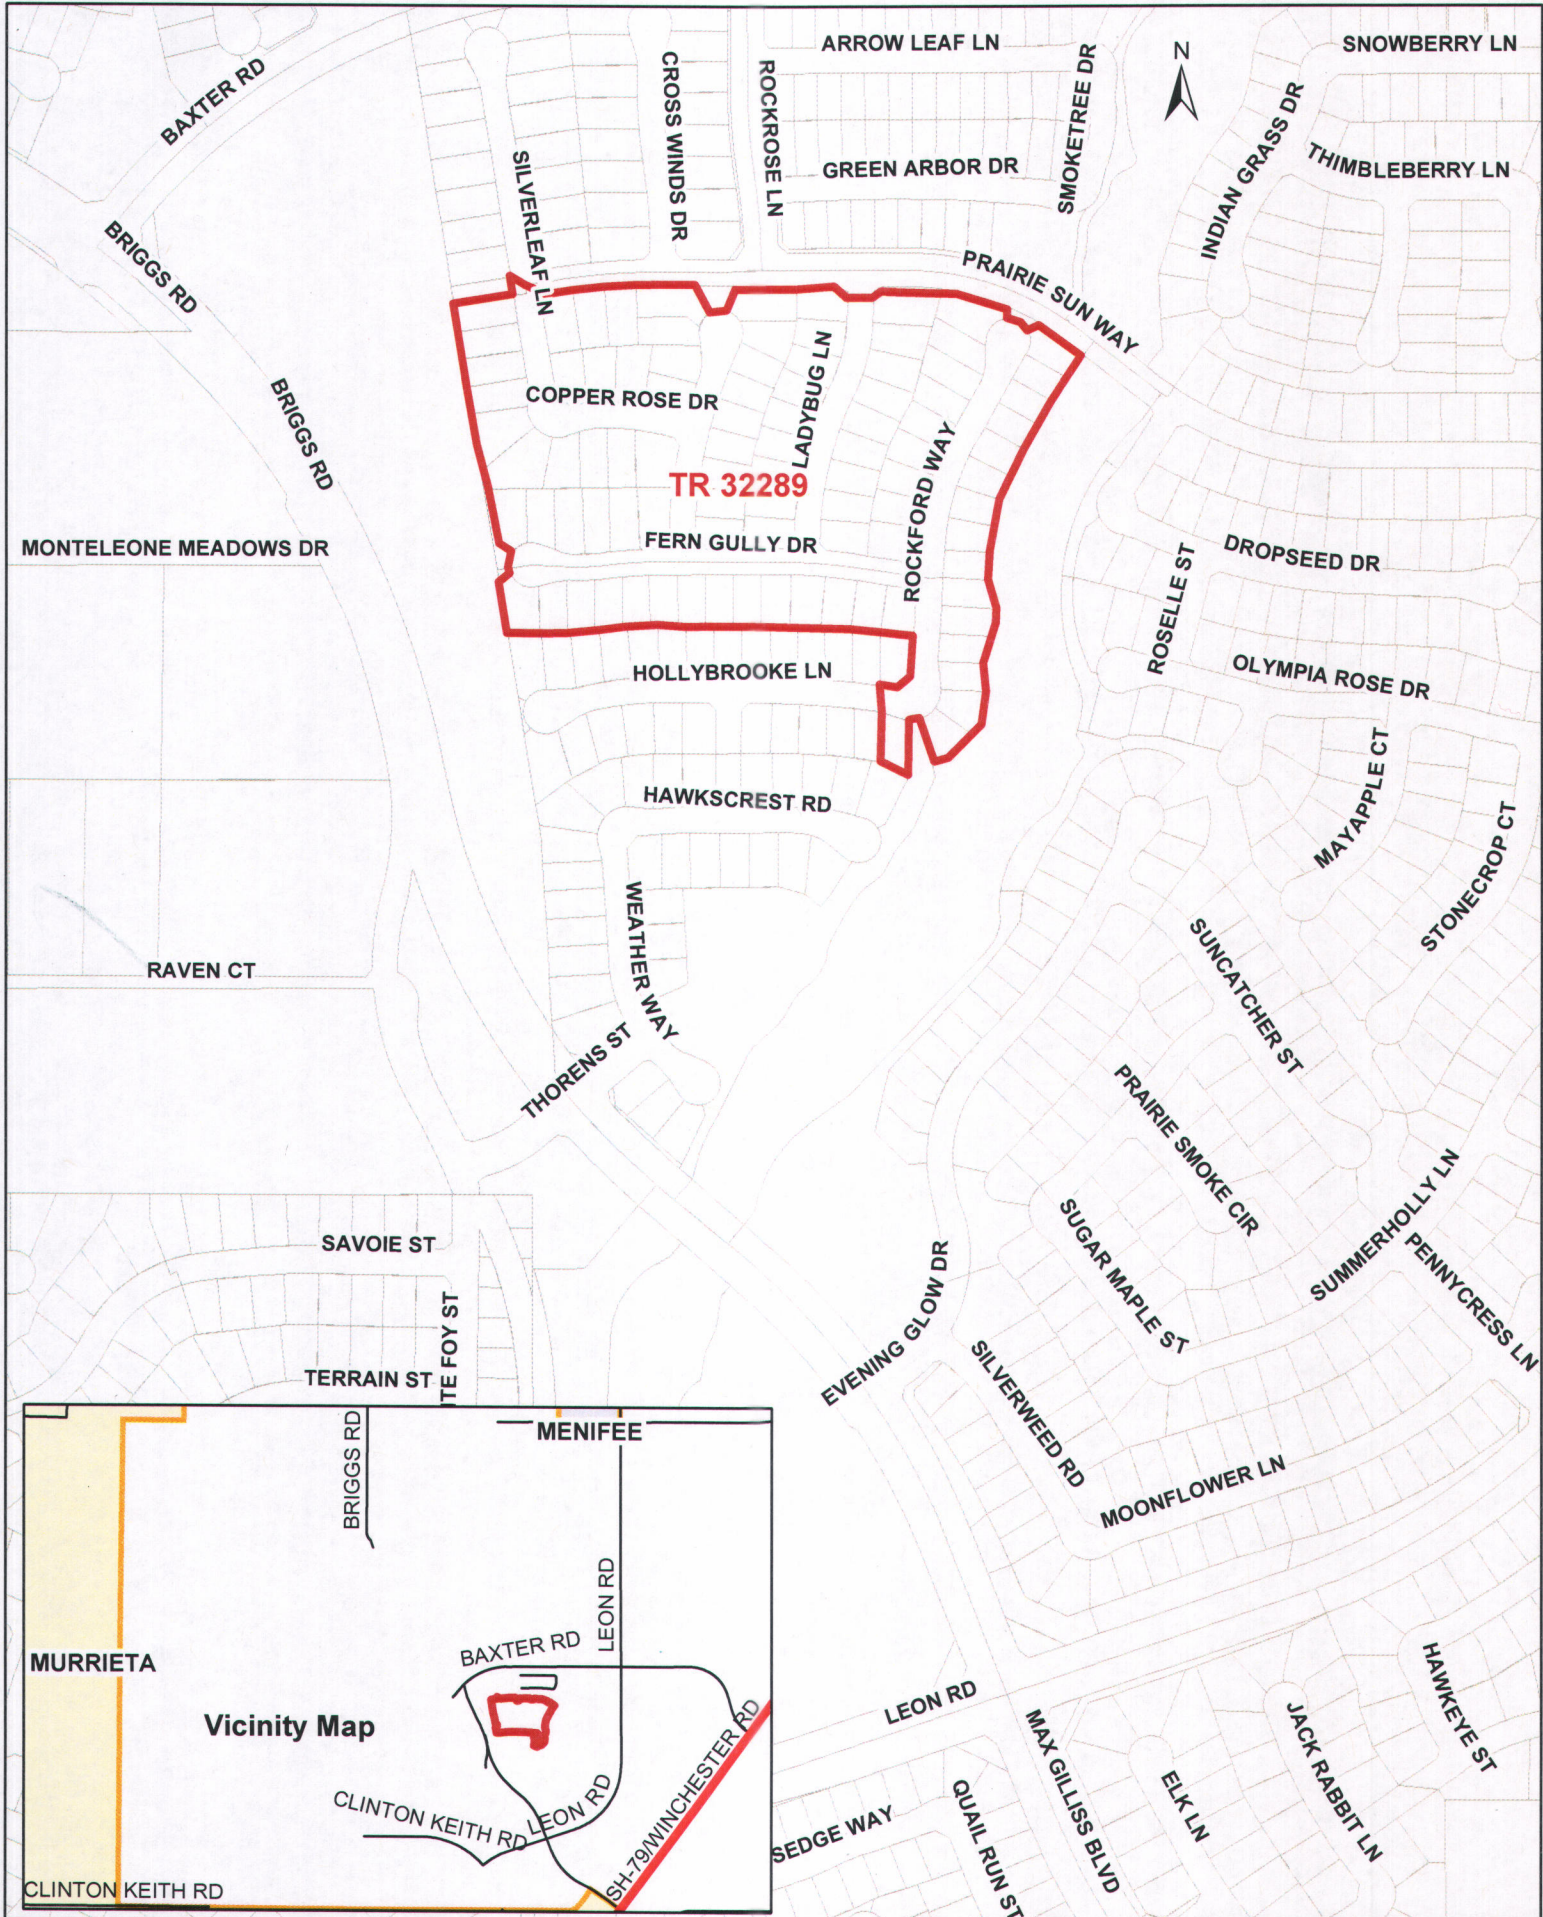 ARROW LEAF LN
SNOWBERRY LN
N
BAXTER RD
CROSS WINDS DR
ROCKROSE LN
SMOKETREE DR
INDIAN GRASS DR
THIMBLEBERRY LN
GREEN ARBOR DR
SILVERLEAF LN
BRIGGS RD
PRAIRIE SUN WAY
BRIGGS RD
COPPER ROSE DR
LADYBUG LN
ROCKFORD WAY
TR 32289
MONTELEONE MEADOWS DR
FERN GULLY DR
DROPSEED DR
ROSELLE ST
HOLLYBROOKE LN
OLYMPIA ROSE DR
MAYAPPLE CT
HAWKSCREST RD
STONECROP CT
WEATHER WAY
RAVEN CT
SUNCATCHER ST
THORENS ST
PRAIRIE SMOKE CIR
SAVOIE ST
SUGAR MAPLE ST
SUMMERHOLLY LN
PENNYCRESS LN
EVENING GLOW DR
ITE FOY ST
TERRAIN ST
SILVERWEED RD
MOONFLOWER LN
BRIGGS RD
MENIFEE
LEON RD
BAXTER RD
MURRIETA
Vicinity Map
CLINTON KEITH RD
LEON RD
SH-79/WINCHESTER RD
CLINTON KEITH RD
LEON RD
HAWKEYE ST
JACK RABBIT LN
MAX GILLISS BLVD
ELK LN
SEDGE WAY
QUAIL RUN ST